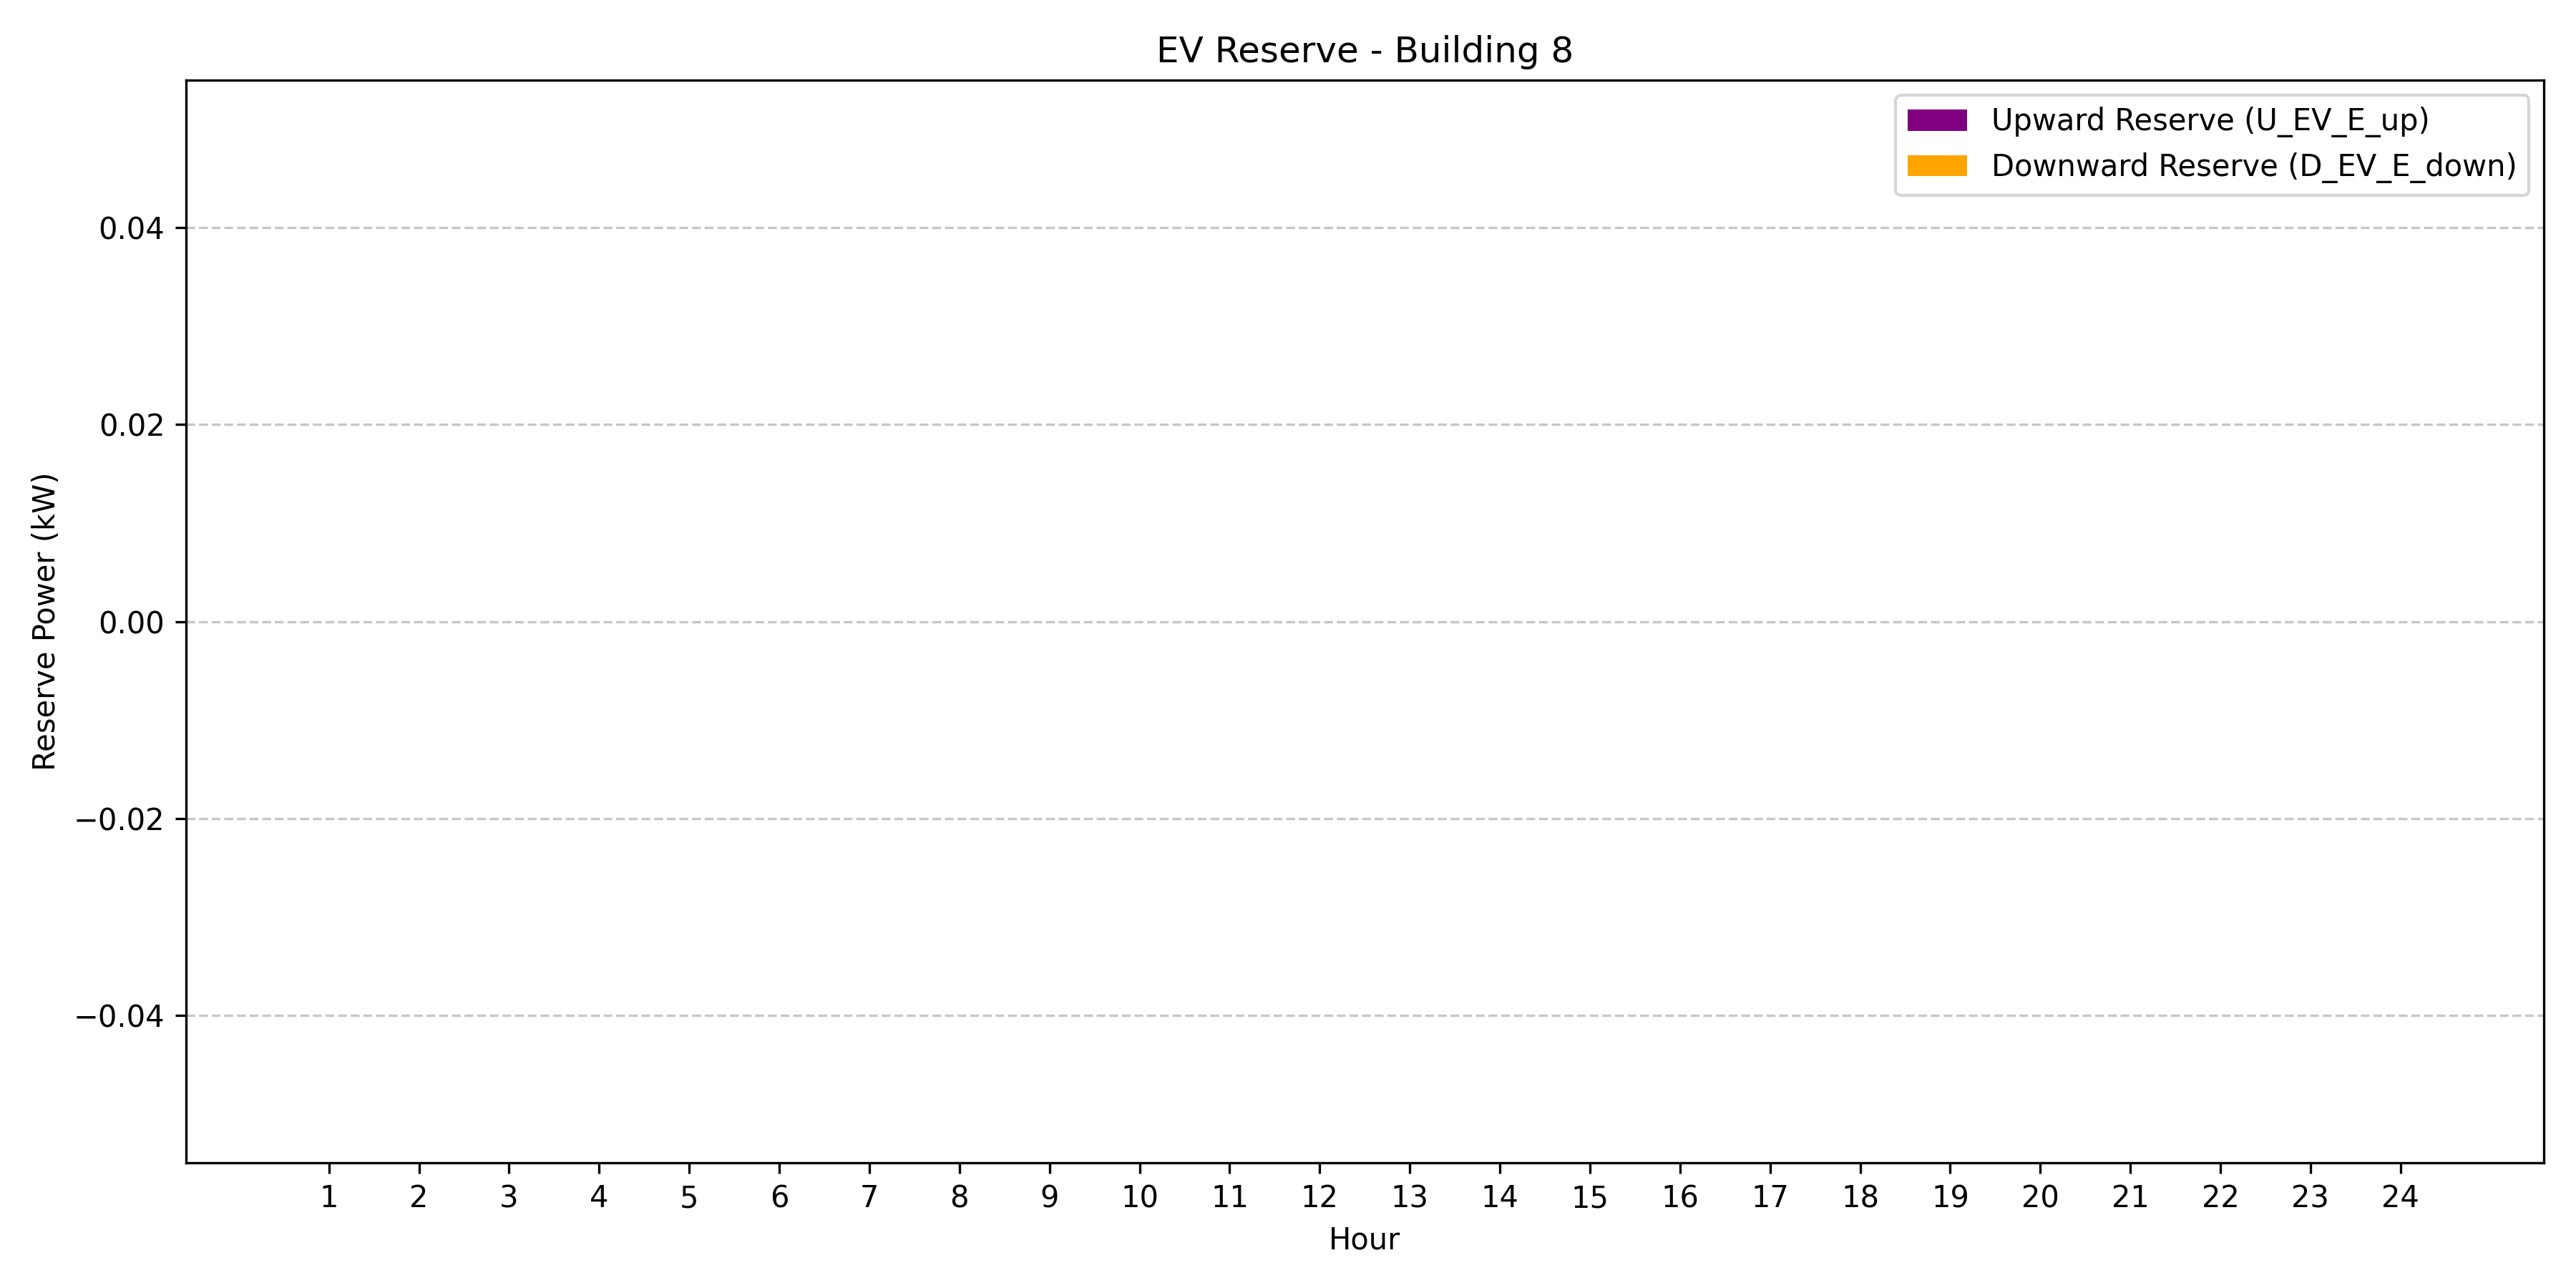 EV Reserve - Building 8
Upward Reserve (U_EV_E_up)
Downward Reserve (D_EV_E_down)
Reserve Power (kW)
0.04
0.02
0.00
−0.02
−0.04
1 2 3 4 5 6 7 8 9 10 11 12 13 14 15 16 17 18 19 20 21 22 23 24
Hour